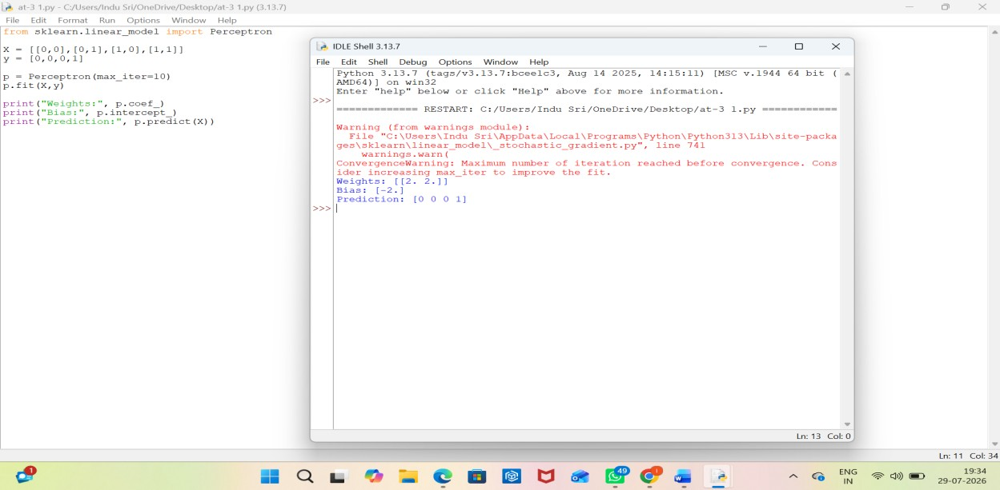 at-3 1.py - C:/Users/Indu Sri/OneDrive/Desktop/at-3 1.py (3.13.7)
File Edit Format Run Options Window Help
from sklearn.linear_model import Perceptron
X = [[0,0],[0,1],[1,0],[1,1]]
y = [0,0,0,1]
p = Perceptron(max_iter=10)
p.fit(X,y)
print("Weights:", p.coef_)
print("Bias:", p.intercept_)
print("Prediction:", p.predict(X))
IDLE Shell 3.13.7
File Edit Shell Debug Options Window Help
Python 3.13.7 (tags/v3.13.7:bcee1c3, Aug 14 2025, 14:15:11) [MSC v.1944 64 bit (
AMD64)] on win32
Enter "help" below or click "Help" above for more information.
>>>
============= RESTART: C:/Users/Indu Sri/OneDrive/Desktop/at-3 1.py ============
Warning (from warnings module):
File "C:\Users\Indu Sri\AppData\Local\Programs\Python\Python313\Lib\site-packa
ges\sklearn\linear_model\_stochastic_gradient.py", line 741
warnings.warn(
ConvergenceWarning: Maximum number of iteration reached before convergence. Cons
ider increasing max_iter to improve the fit.
Weights: [[2. 2.]]
Bias: [-2.]
Prediction: [0 0 0 1]
>>>
Ln: 13 Col: 0
Ln: 11 Col: 34
1
49
ENG
IN
19:34
29-07-2026